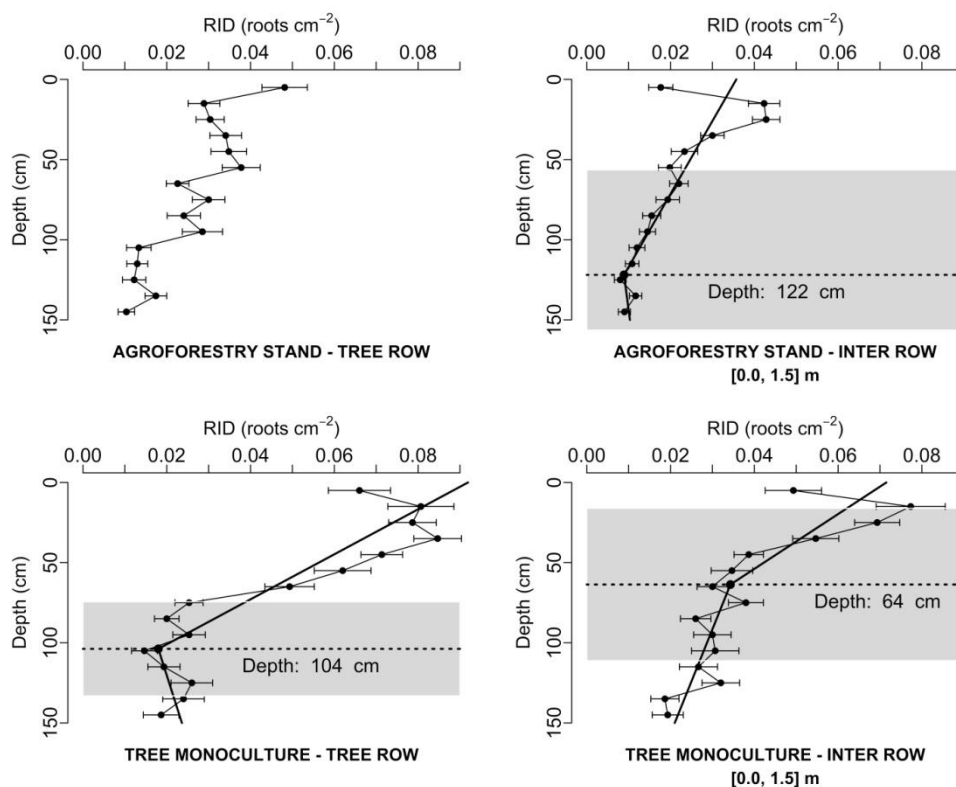 RID (roots cm⁻²)
0.00 0.02 0.04 0.06 0.08
Depth (cm)
0
50
100
150
AGROFORESTRY STAND - TREE ROW
RID (roots cm⁻²)
0.00 0.02 0.04 0.06 0.08
Depth (cm)
0
50
100
150
Depth: 122 cm
AGROFORESTRY STAND - INTER ROW
[0.0, 1.5] m
RID (roots cm⁻²)
0.00 0.02 0.04 0.06 0.08
Depth (cm)
0
50
100
150
Depth: 104 cm
TREE MONOCULTURE - TREE ROW
RID (roots cm⁻²)
0.00 0.02 0.04 0.06 0.08
Depth (cm)
0
50
100
150
Depth: 64 cm
TREE MONOCULTURE - INTER ROW
[0.0, 1.5] m